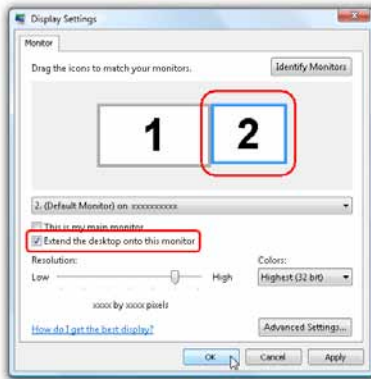 Display Settings
Monitor
Drag the icons to match your monitors.
Identify Monitors
1
2
2. (Default Monitor) on xxxxxxxxxx
This is my main monitor
Extend the desktop onto this monitor
Resolution:
Colors:
Low
High
Highest (32 bit)
xxxx by xxxx pixels
How do I get the best display?
Advanced Settings...
OK
Cancel
Apply